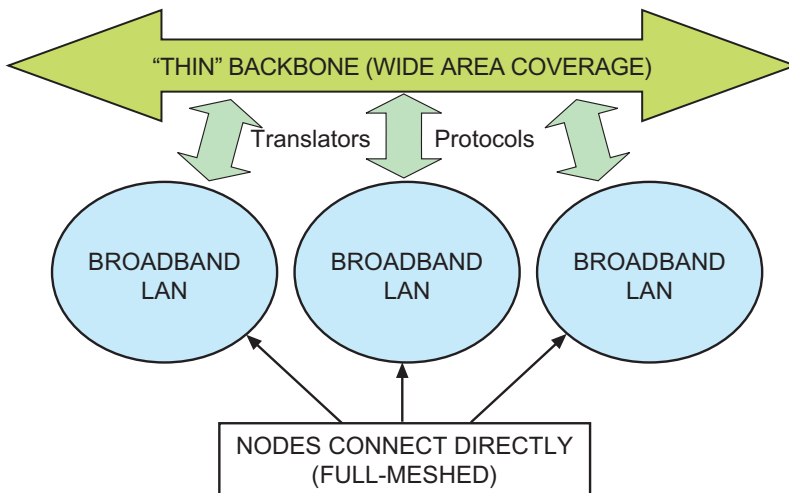 “THIN” BACKBONE (WIDE AREA COVERAGE)
Translators
Protocols
BROADBAND
LAN
BROADBAND
LAN
BROADBAND
LAN
NODES CONNECT DIRECTLY
(FULL-MESHED)